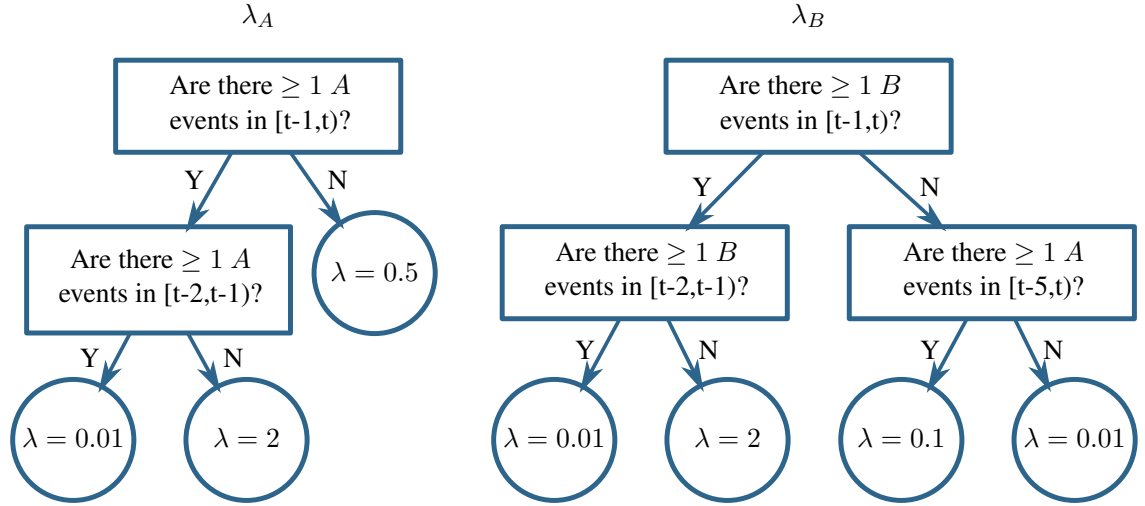 λ_A
Are there ≥ 1 A
events in [t-1,t)?
Y
N
Are there ≥ 1 A
events in [t-2,t-1)?
λ = 0.5
Y
N
λ = 0.01
λ = 2
λ_B
Are there ≥ 1 B
events in [t-1,t)?
Y
N
Are there ≥ 1 B
events in [t-2,t-1)?
Are there ≥ 1 A
events in [t-5,t)?
Y
N
Y
N
λ = 0.01
λ = 2
λ = 0.1
λ = 0.01